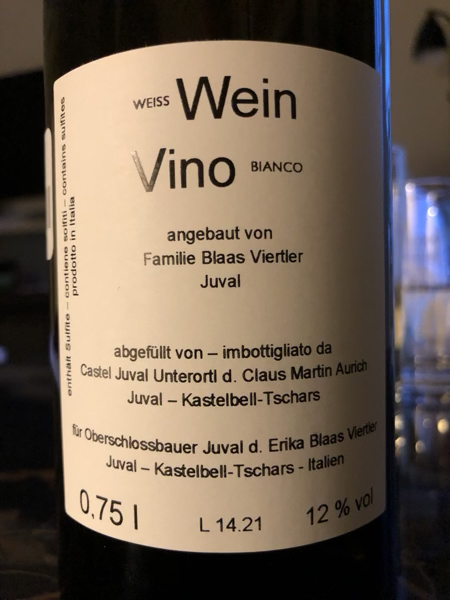 WEISS Wein
Vino BIANCO
angebaut von
Familie Blaas Viertler
Juval
abgefüllt von – imbottigliato da
Castel Juval Unterortl d. Claus Martin Aurich
Juval – Kastelbell-Tschars
für Oberschlossbauer Juval d. Erika Blaas Viertler
Juval – Kastelbell-Tschars - Italien
0,75 l L 14.21 12 % vol
enthält Sulfite – contiene solfiti – contains sulfites
prodotto in Italia